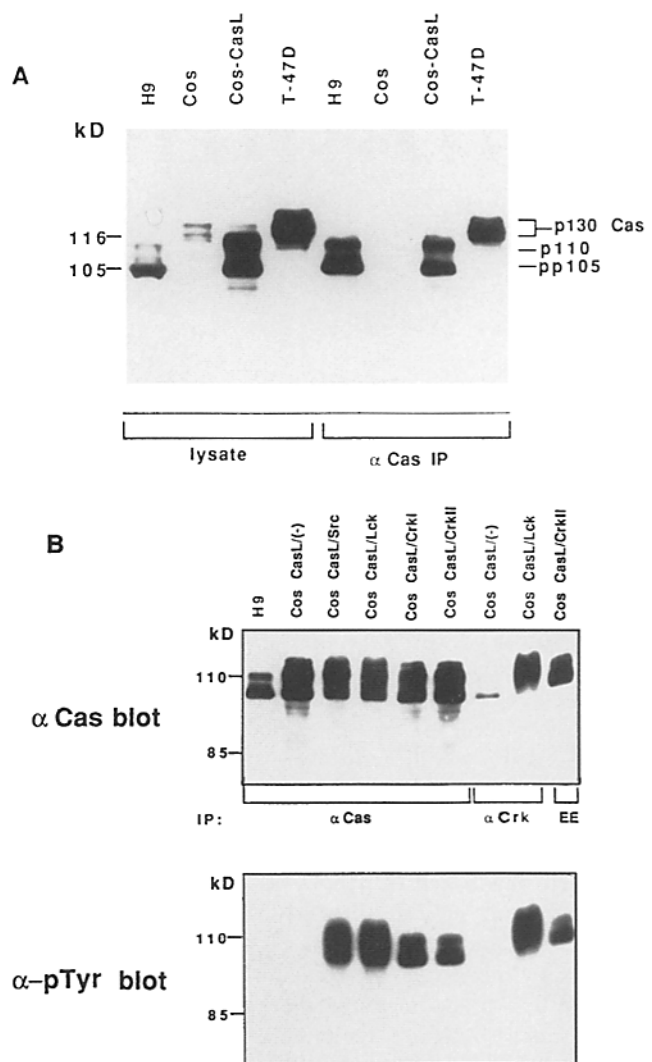 A
H9
Cos
Cos-CasL
T-47D
H9
Cos
Cos-CasL
T-47D
kD
116
105
p130 Cas
p110
pp105
lysate
α Cas IP
B
H9
Cos CasL/(-)
Cos CasL/Src
Cos CasL/Lck
Cos CasL/CrkI
Cos CasL/CrkII
Cos CasL/(-)
Cos CasL/Lck
Cos CasL/CrkII
kD
110
85
α Cas blot
IP:
αCas
αCrk
EE
kD
110
85
α-pTyr blot